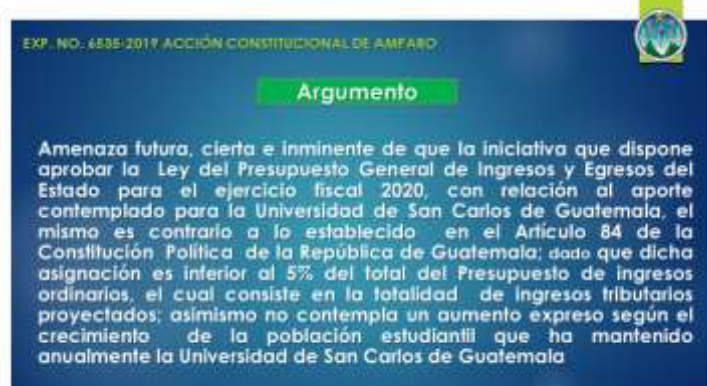 EXP. NO: 6535-2019 ACCIÓN CONSTITUCIONAL DE AMPARO
Argumento
Amenaza futura, cierta e inminente de que la iniciativa que dispone
aprobar la Ley del Presupuesto General de Ingresos y Egresos del
Estado para el ejercicio fiscal 2020, con relación al aporte
contemplado para la Universidad de San Carlos de Guatemala, el
mismo es contrario a lo establecido en el Artículo 84 de la
Constitución Política de la República de Guatemala; dado que dicha
asignación es inferior al 5% del total del Presupuesto de ingresos
ordinarios, el cual consiste en la totalidad de ingresos tributarios
proyectados; asimismo no contempla un aumento expreso según el
crecimiento de la población estudiantil que ha mantenido
anualmente la Universidad de San Carlos de Guatemala